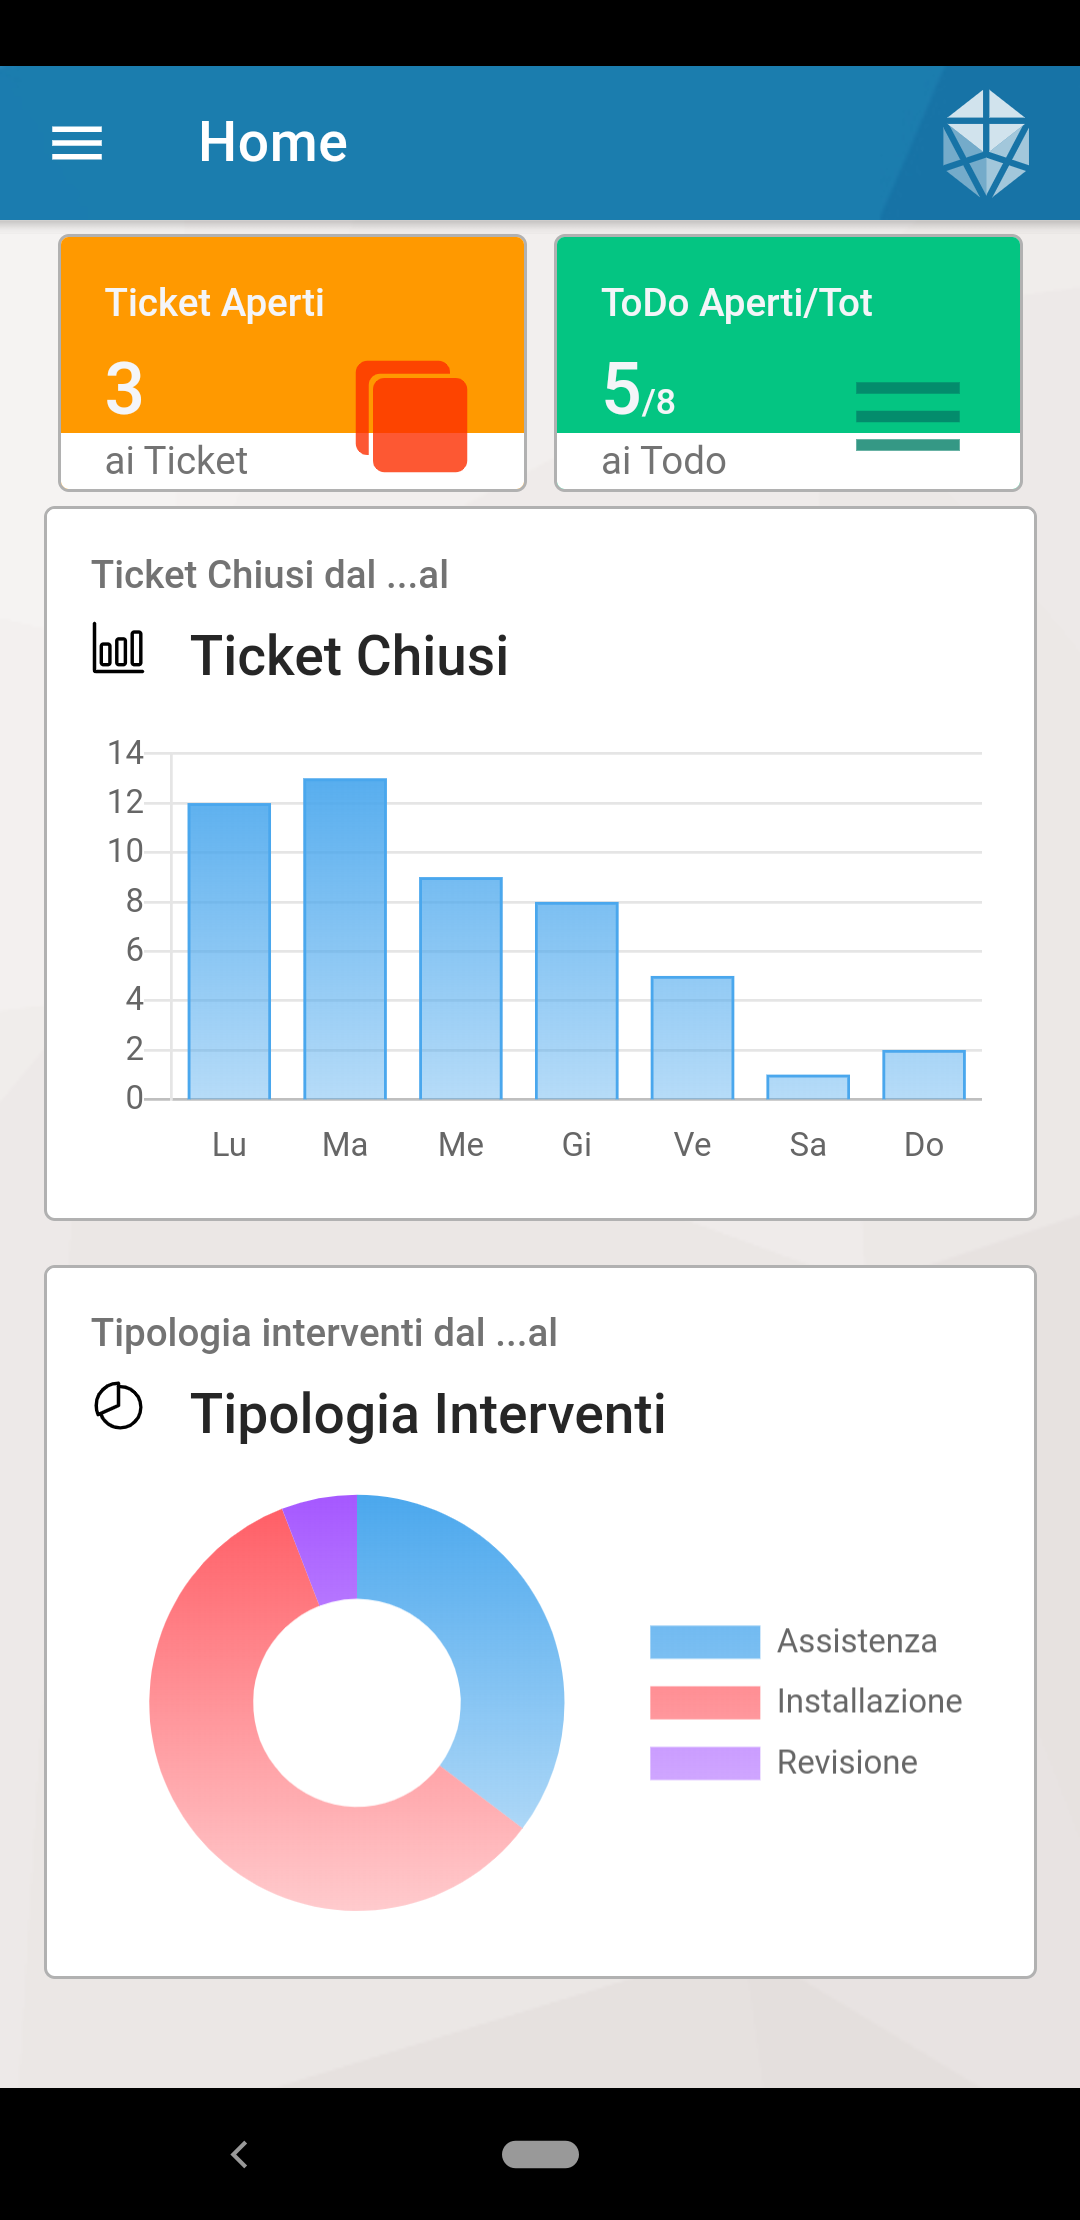 Home
Ticket Aperti
3
ai Ticket
ToDo Aperti/Tot
5/8
ai Todo
Ticket Chiusi dal ...al
Ticket Chiusi
14
12
10
8
6
4
2
0
Lu Ma Me Gi Ve Sa Do
Tipologia interventi dal ...al
Tipologia Interventi
Assistenza
Installazione
Revisione